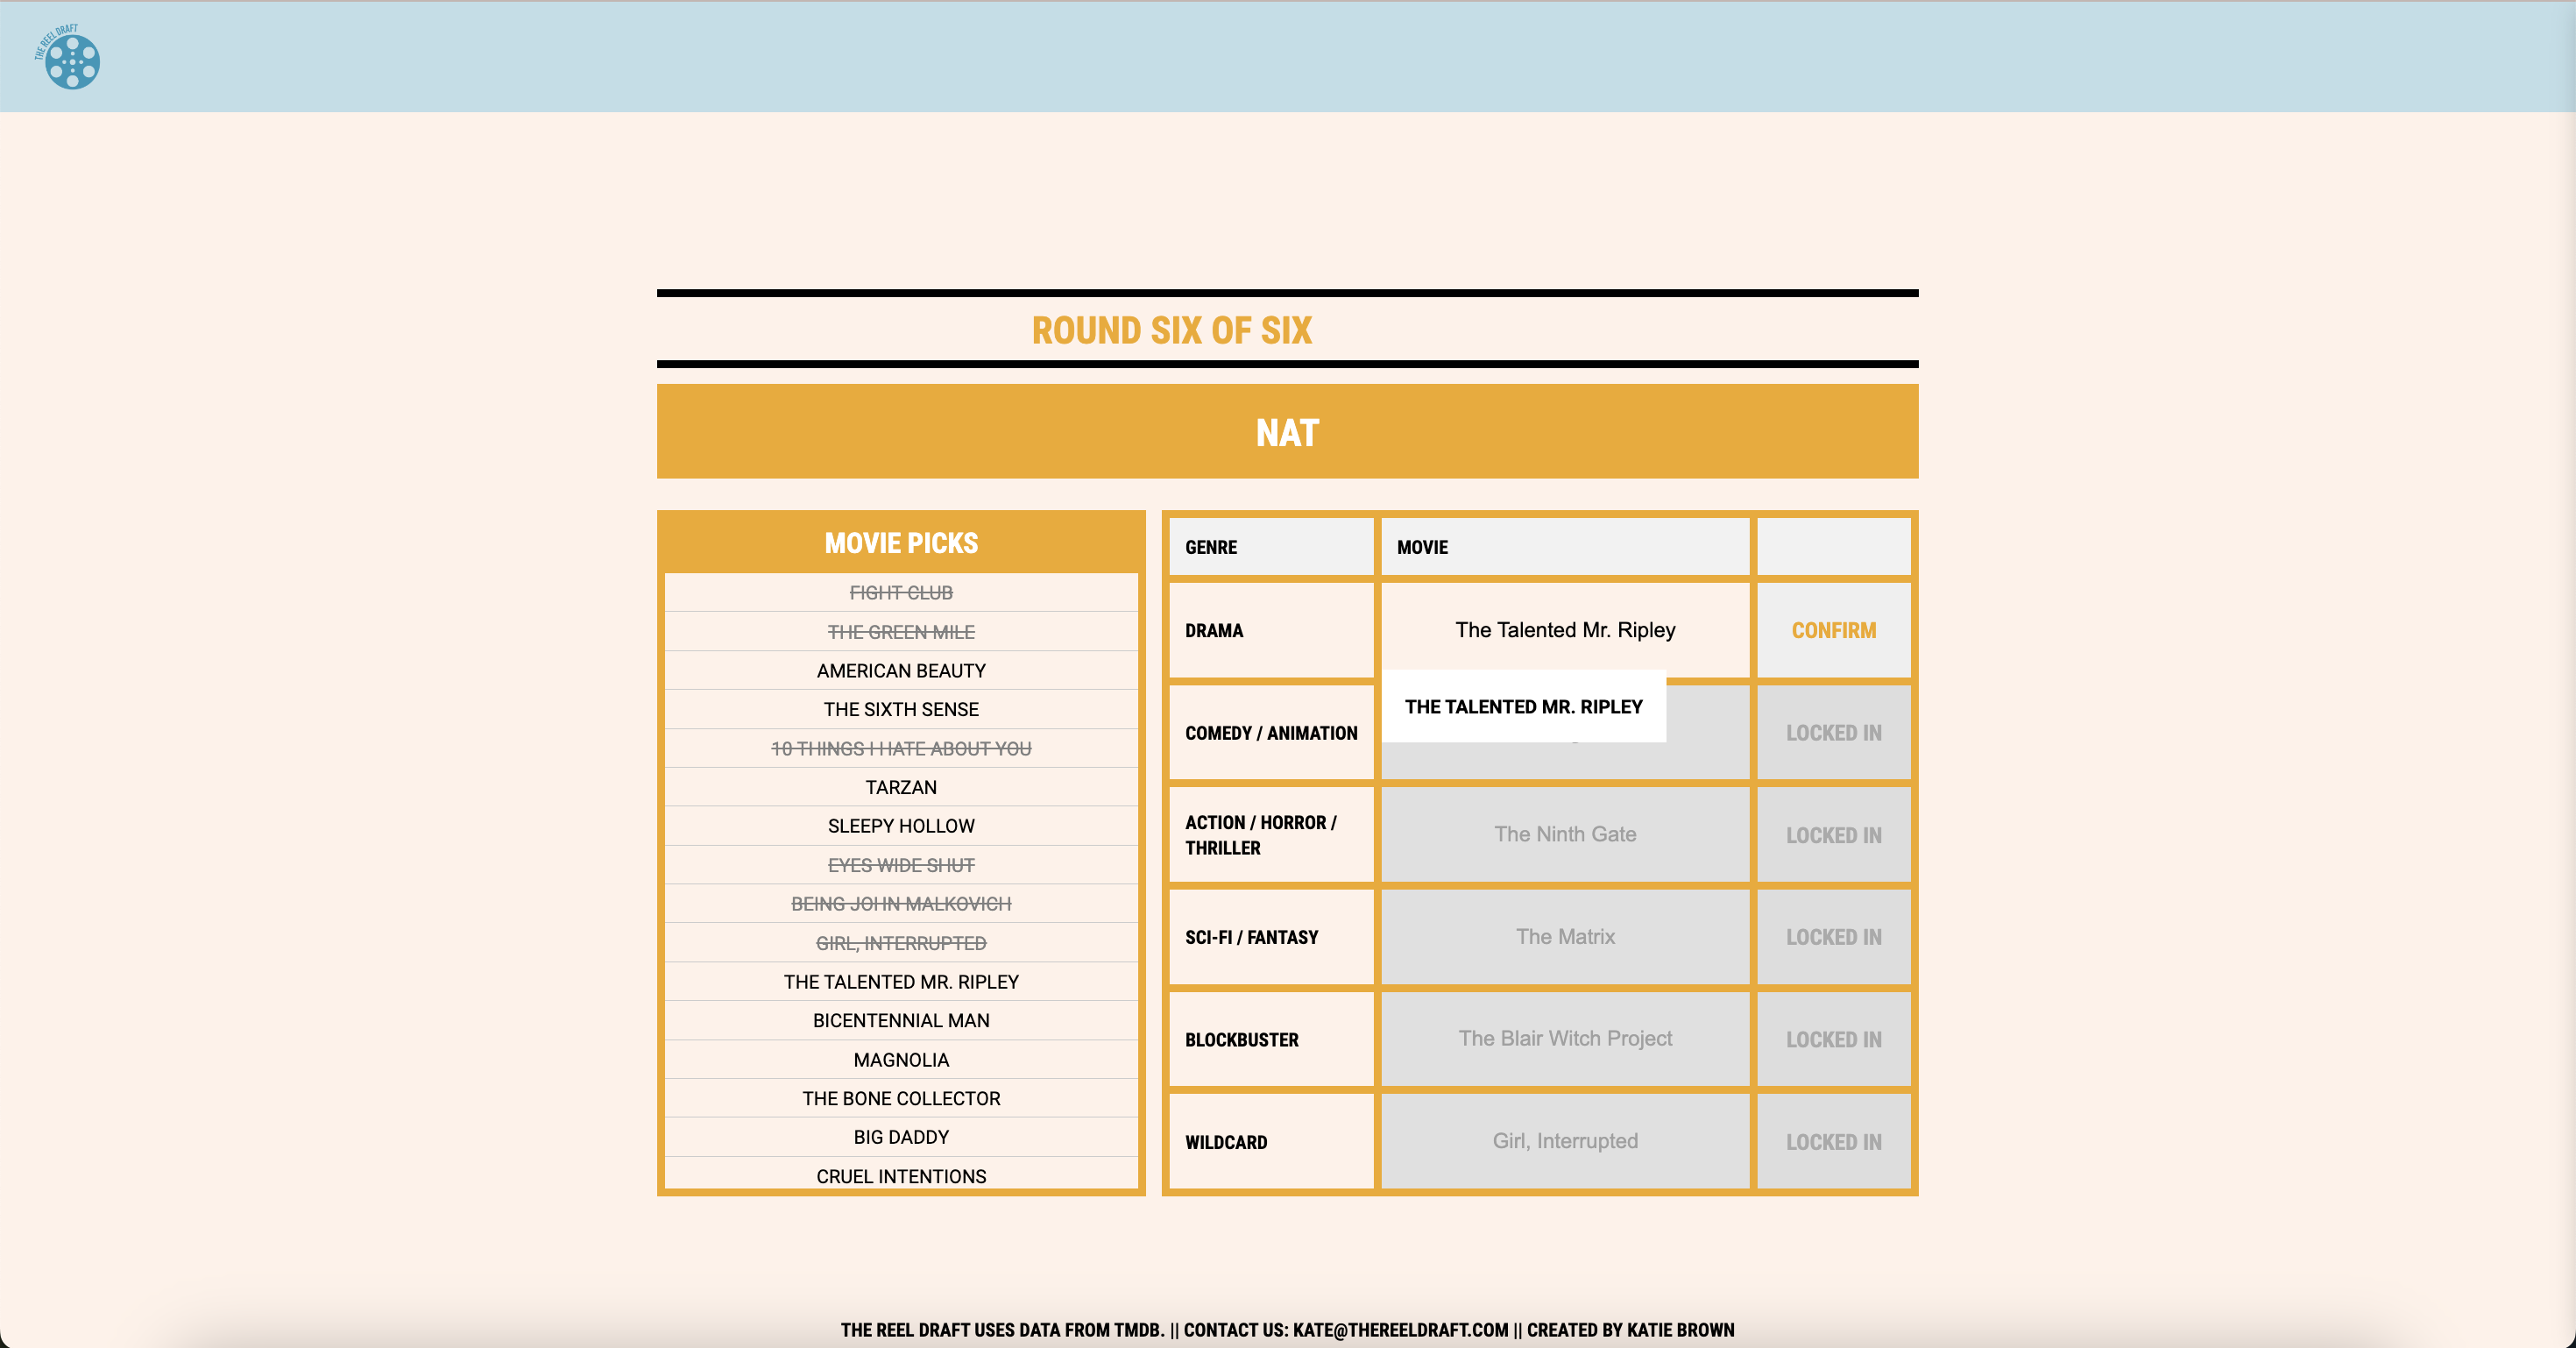 THE REEL DRAFT
ROUND SIX OF SIX
NAT
MOVIE PICKS
FIGHT CLUB
THE GREEN MILE
AMERICAN BEAUTY
THE SIXTH SENSE
10 THINGS I HATE ABOUT YOU
TARZAN
SLEEPY HOLLOW
EYES WIDE SHUT
BEING JOHN MALKOVICH
GIRL, INTERRUPTED
THE TALENTED MR. RIPLEY
BICENTENNIAL MAN
MAGNOLIA
THE BONE COLLECTOR
BIG DADDY
CRUEL INTENTIONS
GENRE MOVIE
DRAMA The Talented Mr. Ripley CONFIRM
THE TALENTED MR. RIPLEY
COMEDY / ANIMATION LOCKED IN
ACTION / HORROR /
THRILLER The Ninth Gate LOCKED IN
SCI-FI / FANTASY The Matrix LOCKED IN
BLOCKBUSTER The Blair Witch Project LOCKED IN
WILDCARD Girl, Interrupted LOCKED IN
THE REEL DRAFT USES DATA FROM TMDB. || CONTACT US: KATE@THEREELDRAFT.COM || CREATED BY KATIE BROWN